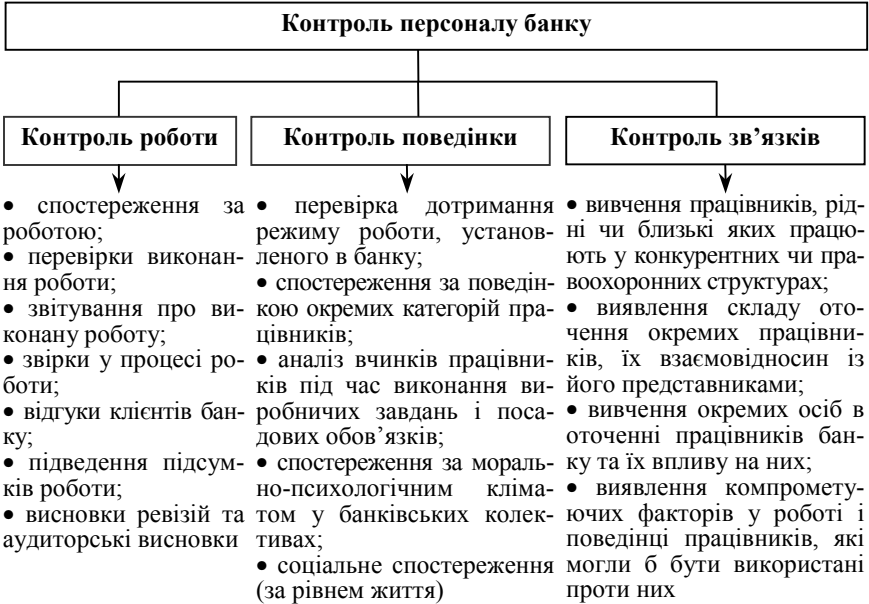 Контроль персоналу банку
Контроль роботи
• спостереження за
роботою;
• перевірки виконан-
ня роботи;
• звітування про ви-
конану роботу;
• звірки у процесі ро-
боти;
• відгуки клієнтів бан-
ку;
• підведення підсум-
ків роботи;
• висновки ревізій та
аудиторські висновки
Контроль поведінки
• перевірка дотримання
режиму роботи, установ-
леного в банку;
• спостереження за поведін-
кою окремих категорій пра-
цівників;
• аналіз вчинків працівни-
ків під час виконання ви-
робничих завдань і поса-
дових обов’язків;
• спостереження за мораль-
но-психологічним кліма-
том у банківських колек-
тивах;
• соціальне спостереження
(за рівнем життя)
Контроль зв’язків
• вивчення працівників, рід-
ні чи близькі яких працю-
ють у конкурентних чи пра-
воохоронних структурах;
• виявлення складу ото-
чення окремих працівни-
ків, їх взаємовідносин із
його представниками;
• вивчення окремих осіб в
оточенні працівників бан-
ку та їх впливу на них;
• виявлення компромету-
ючих факторів у роботі і
поведінці працівників, які
могли б бути використані
проти них